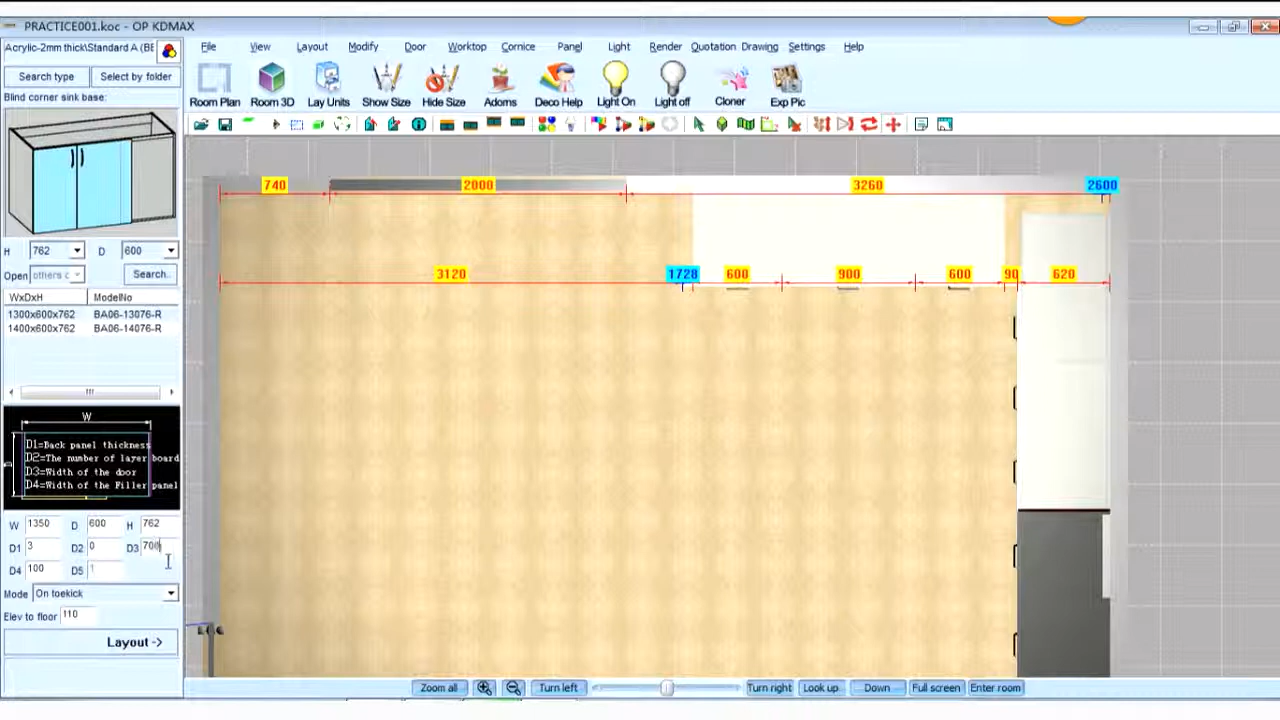 PRACTICE001.koc - OP KDMAX
Acrylic-2mm thick\Standard A (BE
File View Layout Modify Door Worktop Cornice Panel Light Render Quotation Drawing Settings Help
Search type Select by folder
Room Plan Room 3D Lay Units Show Size Hide Size Adorns Deco Help Light On Light off Cloner Exp Pic
Blind corner sink base:
740 2000 3260 2600
H 762 D 600
Open others c Search..
3120 1728 600 900 600 90 620
WxDxH ModelNo
1300x600x762 BA06-13076-R
1400x600x762 BA06-14076-R
W
D1=Back panel thickness
D2=The number of layer board
D3=Width of the door
D4=Width of the Filler panel
W 1350 D 600 H 762
D1 3 D2 0 D3 700
D4 100 D5 1
Mode On toekick
Elev to floor 110
Layout ->
Zoom all Turn left Turn right Look up Down Full screen Enter room